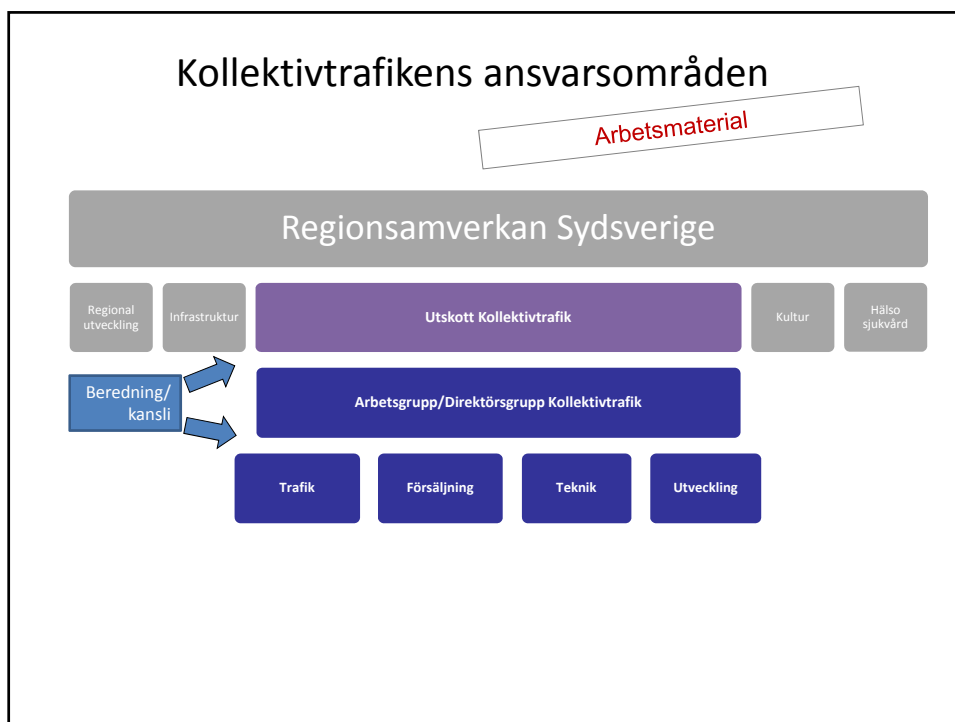 Kollektivtrafikens ansvarsområden
Arbetsmaterial
Regionsamverkan Sydsverige
Regional
utveckling
Infrastruktur
Utskott Kollektivtrafik
Kultur
Hälso
sjukvård
Beredning/
kansli
Arbetsgrupp/Direktörsgrupp Kollektivtrafik
Trafik
Försäljning
Teknik
Utveckling